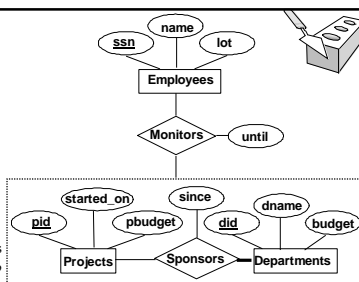 name
ssn
lot
Employees
Monitors
until
started_on
since
dname
pid
pbudget
did
budget
Projects
Sponsors
Departments